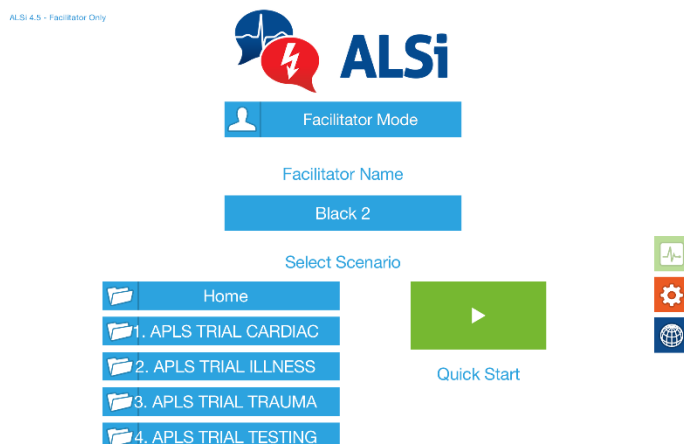 ALSi 4.5 - Facilitator Only
ALSi
Facilitator Mode
Facilitator Name
Black 2
Select Scenario
Home
1. APLS TRIAL CARDIAC
2. APLS TRIAL ILLNESS
3. APLS TRIAL TRAUMA
4. APLS TRIAL TESTING
Quick Start